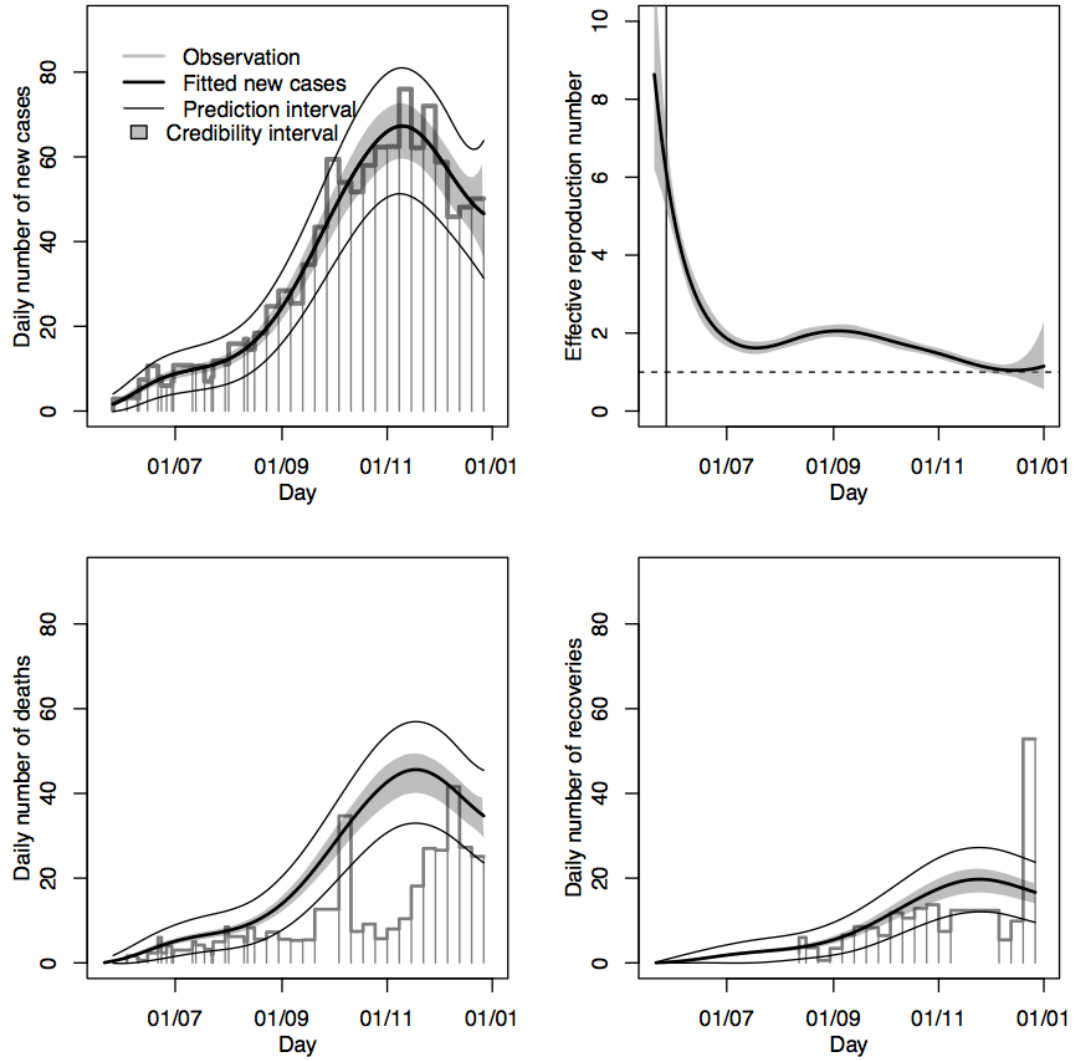 Daily number of new cases
80
60
40
20
0
Observation
Fitted new cases
Prediction interval
Credibility interval
01/07 01/09 01/11 01/01
Day
Effective reproduction number
10
8
6
4
2
0
01/07 01/09 01/11 01/01
Day
Daily number of deaths
80
60
40
20
0
01/07 01/09 01/11 01/01
Day
Daily number of recoveries
80
60
40
20
0
01/07 01/09 01/11 01/01
Day